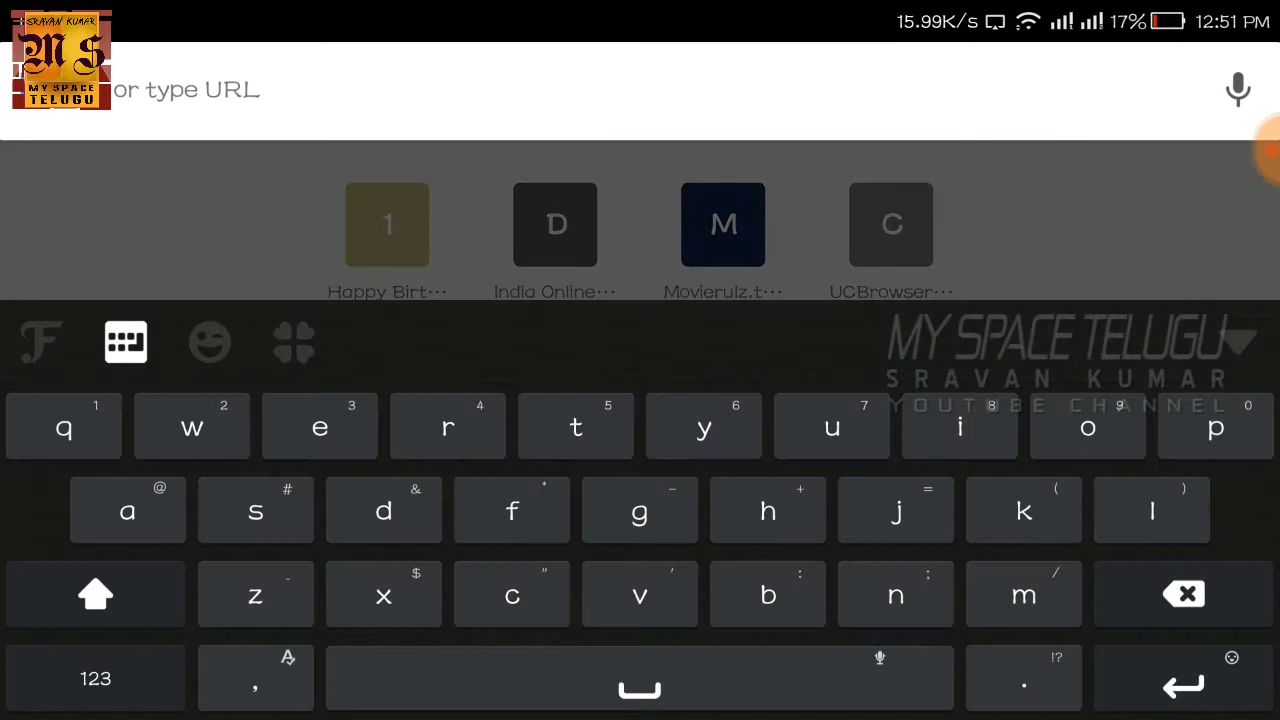 15.99K/s 17% 12:51 PM
SRAVAN KUMAR
M S
MY SPACE
TELUGU
or type URL
1 D M C
Happy Birt··· India Online··· Movierulz.t··· UCBrowser···
F
MY SPACE TELUGU
SRAVAN KUMAR
YOUTUBE CHANNEL
1 2 3 4 5 6 7 8 9 0
q w e r t y u i o p
@ # & * – + = ( )
a s d f g h j k l
- $ " ' : ; /
z x c v b n m
A !?
123 , .